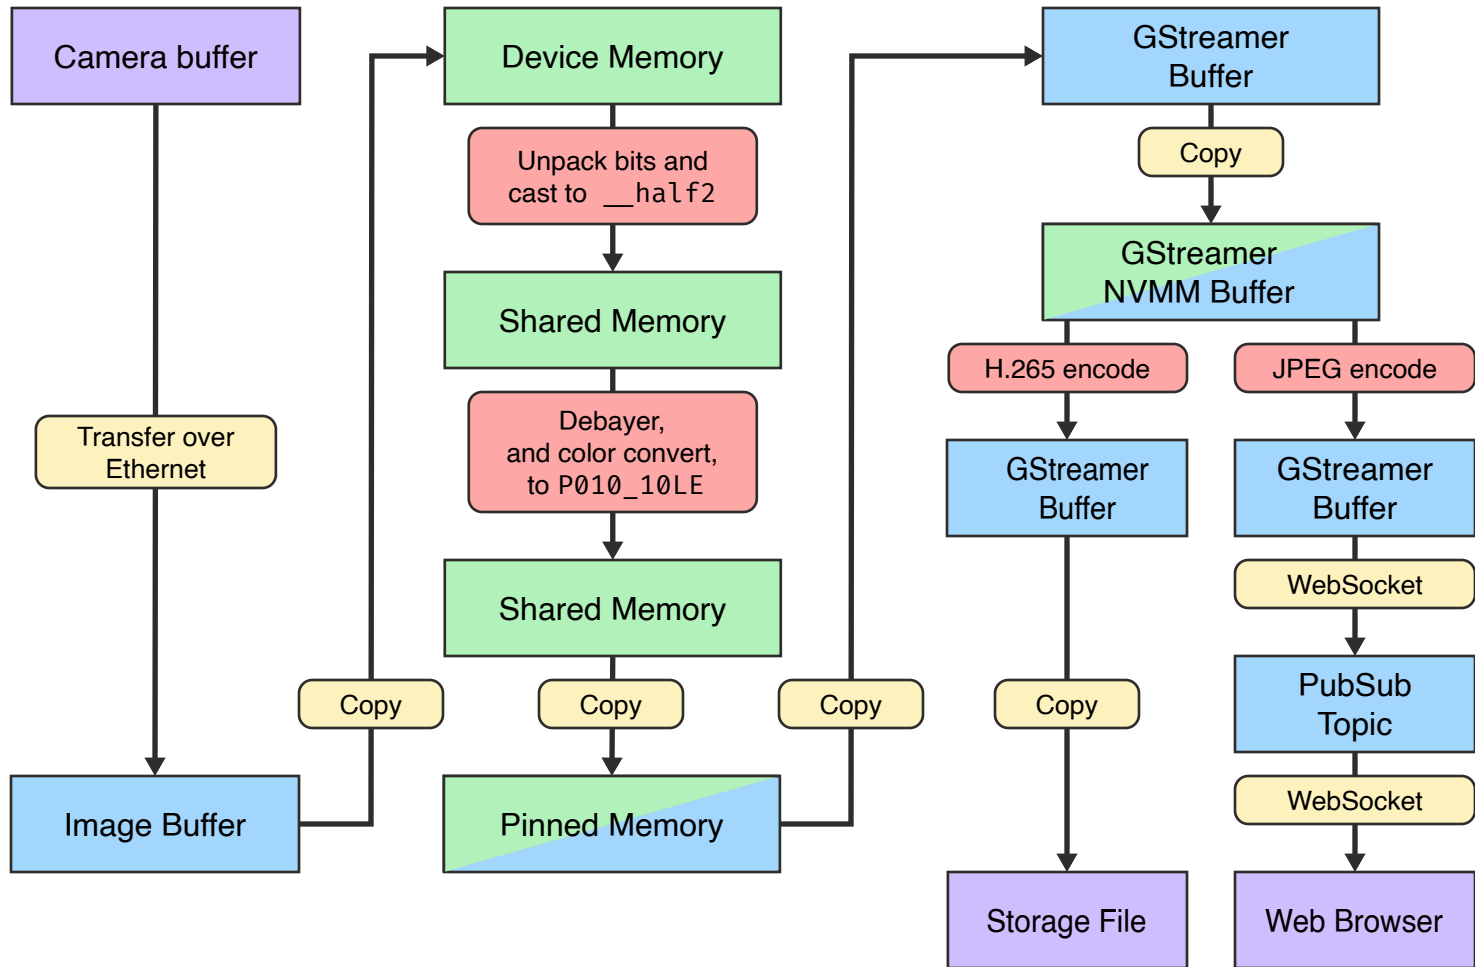 Camera buffer
Transfer over
Ethernet
Image Buffer
Copy
Device Memory
Unpack bits and
cast to __half2
Shared Memory
Debayer,
and color convert,
to P010_10LE
Shared Memory
Copy
Pinned Memory
Copy
GStreamer
Buffer
Copy
GStreamer
NVMM Buffer
H.265 encode
GStreamer
Buffer
Copy
Storage File
JPEG encode
GStreamer
Buffer
WebSocket
PubSub
Topic
WebSocket
Web Browser